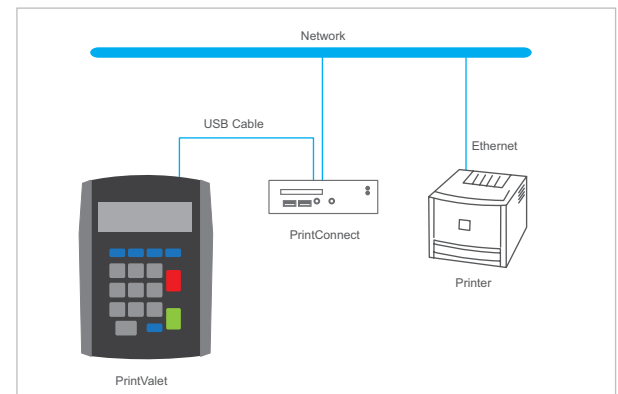 Network
USB Cable
Ethernet
PrintConnect
Printer
PrintValet